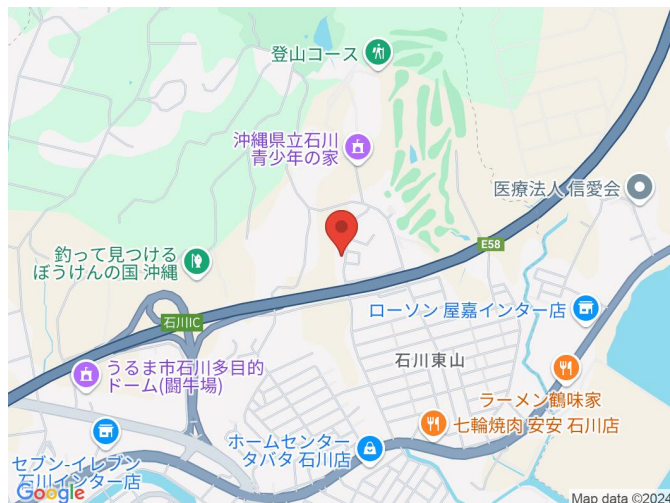 登山コース
沖縄県立石川
青少年の家
医療法人 信愛会
E58
釣って見つける
ぼうけんの国 沖縄
石川IC
ローソン 屋嘉インター店
うるま市石川多目的
ドーム(闘牛場)
石川東山
ラーメン鶴味家
七輪焼肉 安安 石川店
ホームセンター
タバタ 石川店
セブン-イレブン
石川インター店
Google
Map data ©2024